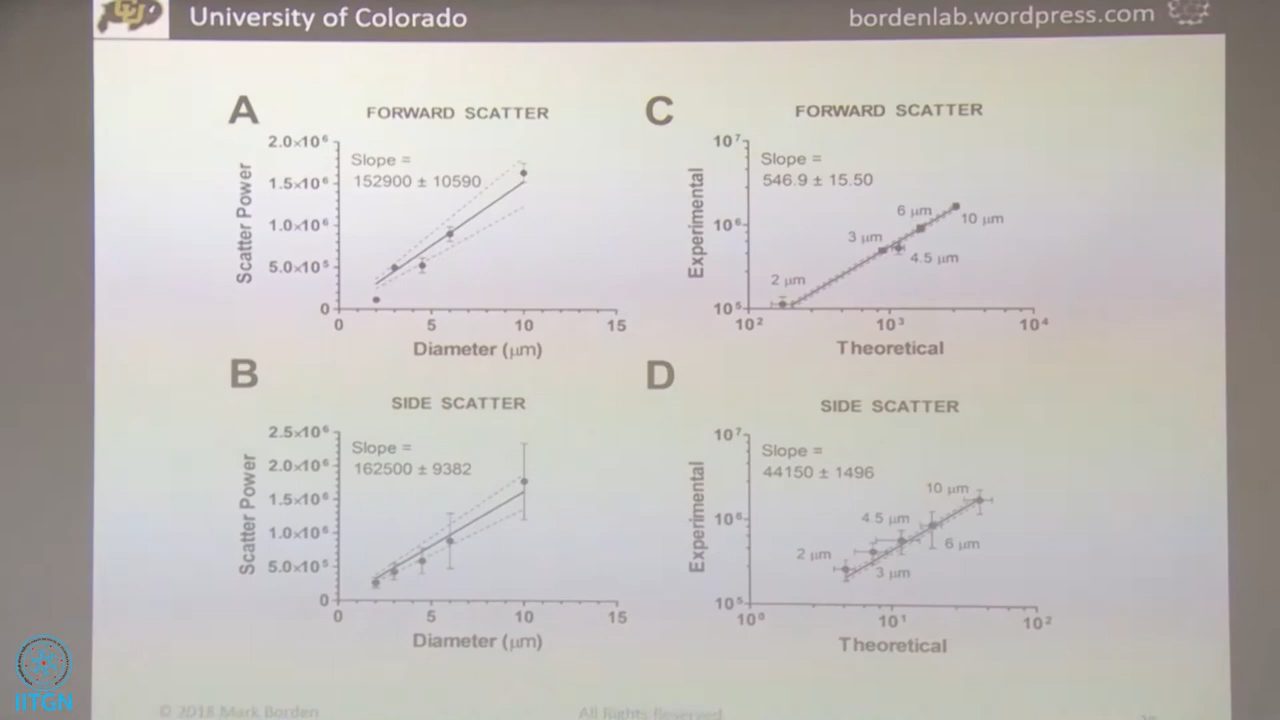 CU
University of Colorado
bordenlab.wordpress.com
A
FORWARD SCATTER
Scatter Power
2.0×10⁶
1.5×10⁶
1.0×10⁶
5.0×10⁵
0
Slope =
152900 ± 10590
0 5 10 15
Diameter (μm)
C
FORWARD SCATTER
Experimental
10⁷
10⁶
10⁵
Slope =
546.9 ± 15.50
2 μm
3 μm
6 μm
4.5 μm
10 μm
10² 10³ 10⁴
Theoretical
B
SIDE SCATTER
Scatter Power
2.5×10⁶
2.0×10⁶
1.5×10⁶
1.0×10⁶
5.0×10⁵
0
Slope =
162500 ± 9382
0 5 10 15
Diameter (μm)
D
SIDE SCATTER
Experimental
10⁷
10⁶
10⁵
Slope =
44150 ± 1496
2 μm
3 μm
4.5 μm
6 μm
10 μm
10⁰ 10¹ 10²
Theoretical
© 2018 Mark Borden
All Rights Reserved
IITGN